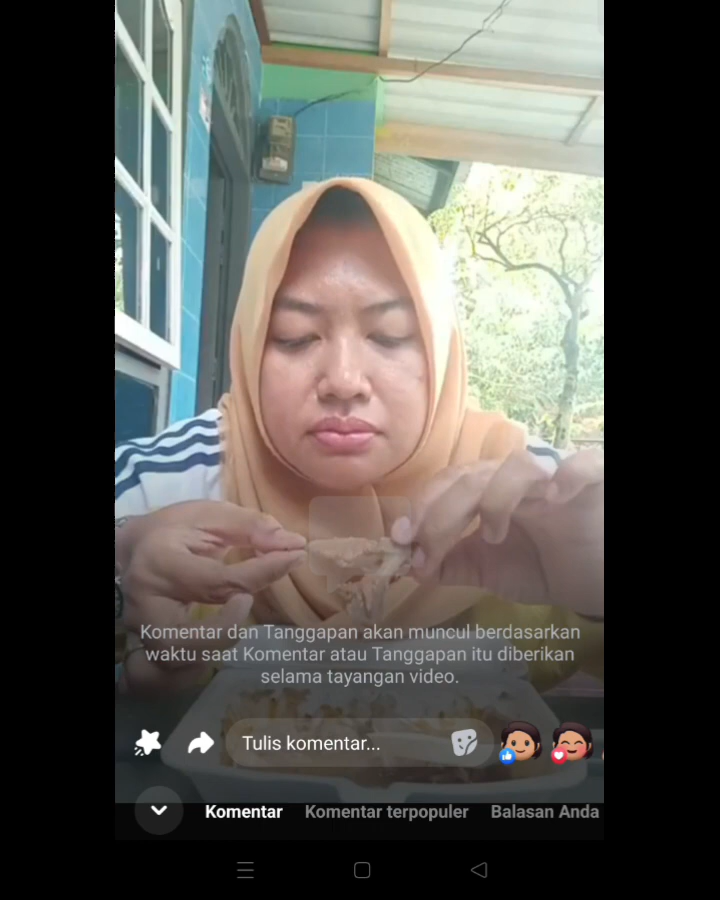 Komentar dan Tanggapan akan muncul berdasarkan
waktu saat Komentar atau Tanggapan itu diberikan
selama tayangan video.
Tulis komentar...
Komentar Komentar terpopuler Balasan Anda